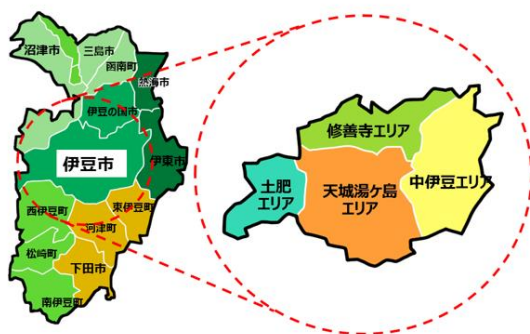 沼津市
三島市
函南町
熱海市
伊豆の国市
伊豆市
伊東市
西伊豆町
東伊豆町
河津町
松崎町
下田市
南伊豆町
修善寺エリア
土肥
エリア
天城湯ケ島
エリア
中伊豆エリア